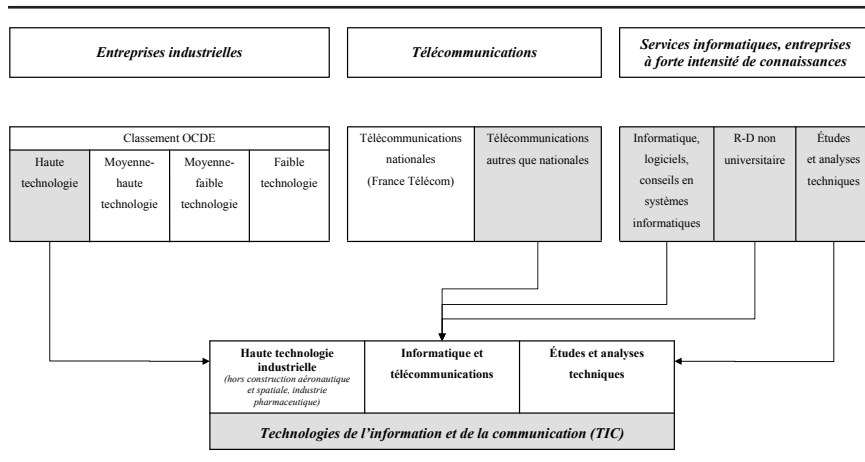 Entreprises industrielles
Télécommunications
Services informatiques, entreprises
à forte intensité de connaissances
Classement OCDE
Haute
technologie
Moyenne-
haute
technologie
Moyenne-
faible
technologie
Faible
technologie
Télécommunications
nationales
(France Télécom)
Télécommunications
autres que nationales
Informatique,
logiciels,
conseils en
systèmes
informatiques
R-D non
universitaire
Études
et analyses
techniques
Haute technologie
industrielle
(hors construction aéronautique
et spatiale, industrie
pharmaceutique)
Informatique et
télécommunications
Études et analyses
techniques
Technologies de l'information et de la communication (TIC)